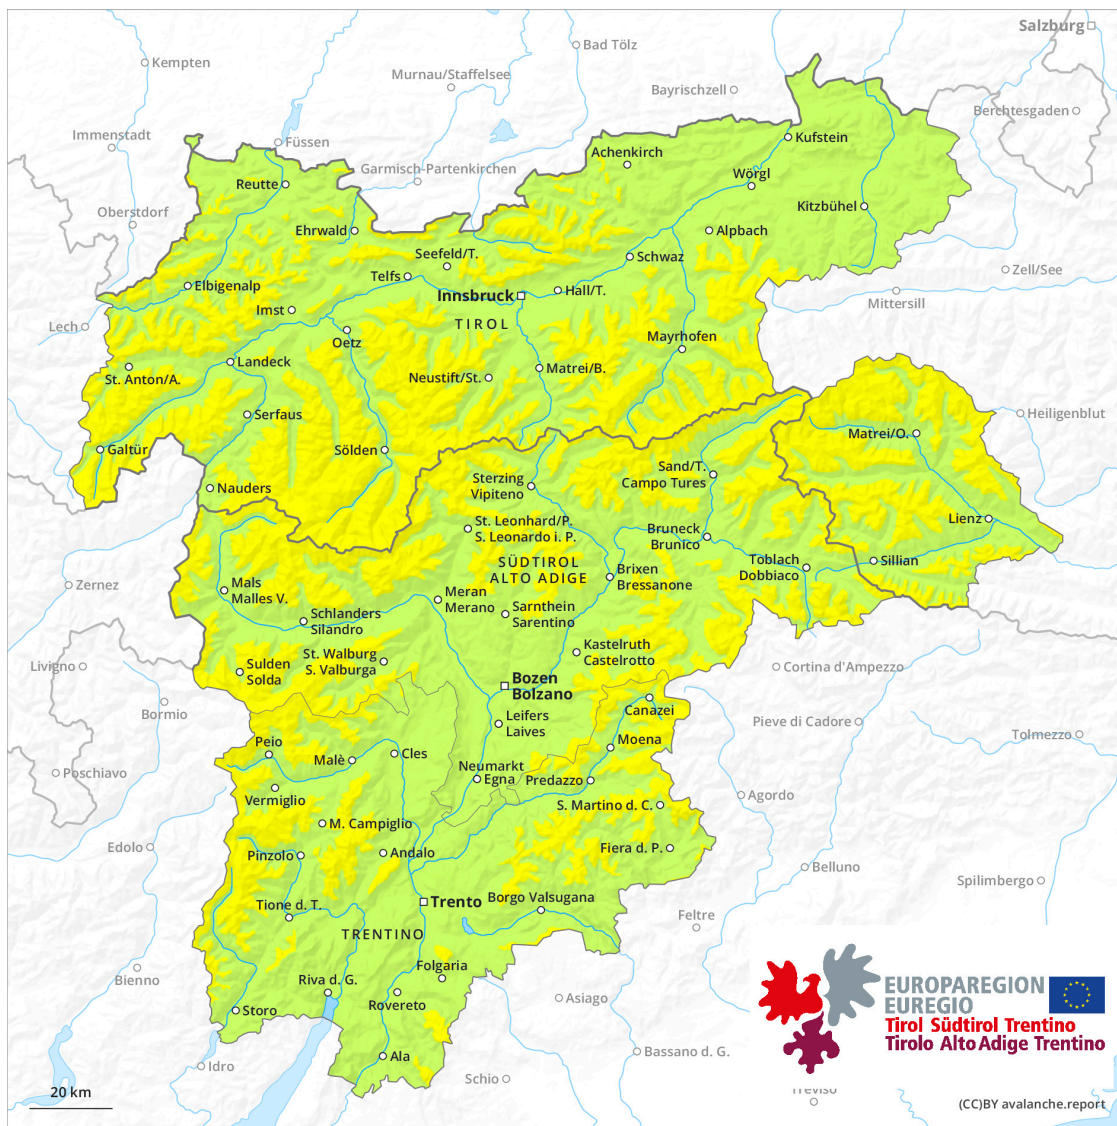 Salzburg
Bad Tölz
Kempten
Murnau/Staffelsee
Bayrischzell
Berchtesgaden
Immenstadt
Füssen
Kufstein
Achenkirch
Garmisch-Partenkirchen
Wörgl
Reutte
Oberstdorf
Kitzbühel
Ehrwald
Alpbach
Seefeld/T.
Schwaz
Zell/See
Telfs
Elbigenalp
Innsbruck
Hall/T.
Mittersill
Imst
TIROL
Lech
Oetz
Mayrhofen
Landeck
Matrei/B.
St. Anton/A.
Neustift/St.
Serfaus
Heiligenblut
Matrei/O.
Galtür
Sölden
Sand/T.
Campo Tures
Sterzing
Vipiteno
Nauders
Lienz
St. Leonhard/P.
S. Leonardo i. P.
Bruneck
Brunico
SÜDTIROL
ALTO ADIGE
Toblach
Dobbiaco
Sillian
Brixen
Bressanone
Zernez
Mals
Malles V.
Meran
Merano
Schlanders
Silandro
Sarnthein
Sarentino
Kastelruth
Castelrotto
St. Walburg
S. Valburga
Livigno
Sulden
Solda
Cortina d'Ampezzo
Bozen
Bolzano
Bormio
Canazei
Leifers
Laives
Pieve di Cadore
Tolmezzo
Moena
Peio
Cles
Malè
Neumarkt
Egna
Poschiavo
Predazzo
Vermiglio
Agordo
S. Martino d. C.
M. Campiglio
Edolo
Fiera d. P.
Pinzolo
Andalo
Belluno
Spilimbergo
Borgo Valsugana
Trento
Tione d. T.
Feltre
TRENTINO
Folgaria
Bienno
Riva d. G.
Rovereto
Asiago
Storo
EUROPAREGION
EUREGIO
Tirol Südtirol Trentino
Tirolo Alto Adige Trentino
Ala
Bassano d. G.
Idro
Schio
Treviso
20 km
(CC)BY avalanche.report